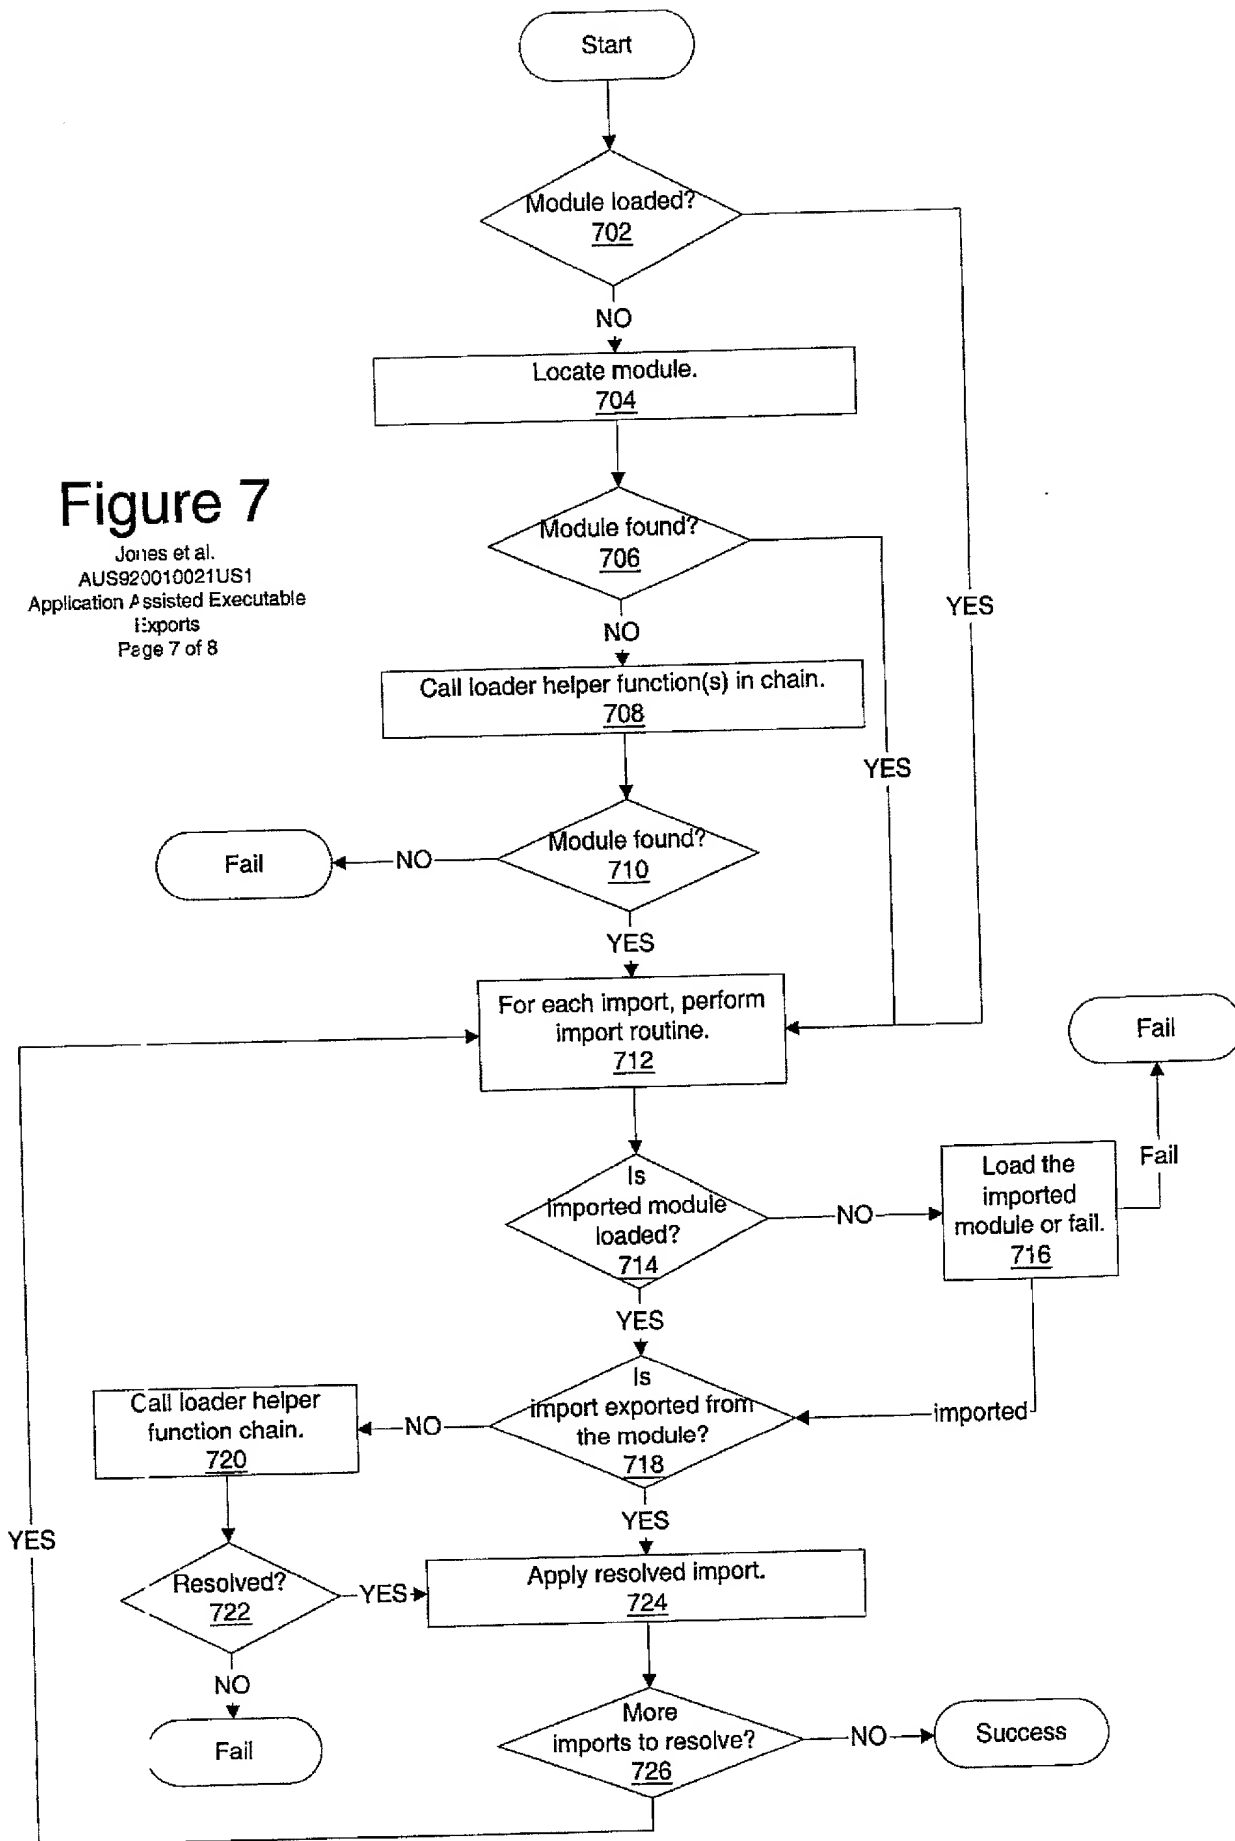 Start
Module loaded?
702
NO
Locate module.
704
Figure 7
Jones et al.
AUS920010021US1
Application Assisted Executable
Exports
Page 7 of 8
Module found?
706
YES
NO
Call loader helper function(s) in chain.
708
YES
Module found?
710
NO
Fail
YES
For each import, perform
import routine.
712
Fail
Is
imported module
loaded?
714
NO
Load the
imported
module or fail.
716
Fail
YES
Is
import exported from
the module?
718
imported
NO
Call loader helper
function chain.
720
YES
YES
Resolved?
722
YES
Apply resolved import.
724
NO
Fail
More
imports to resolve?
726
NO
Success